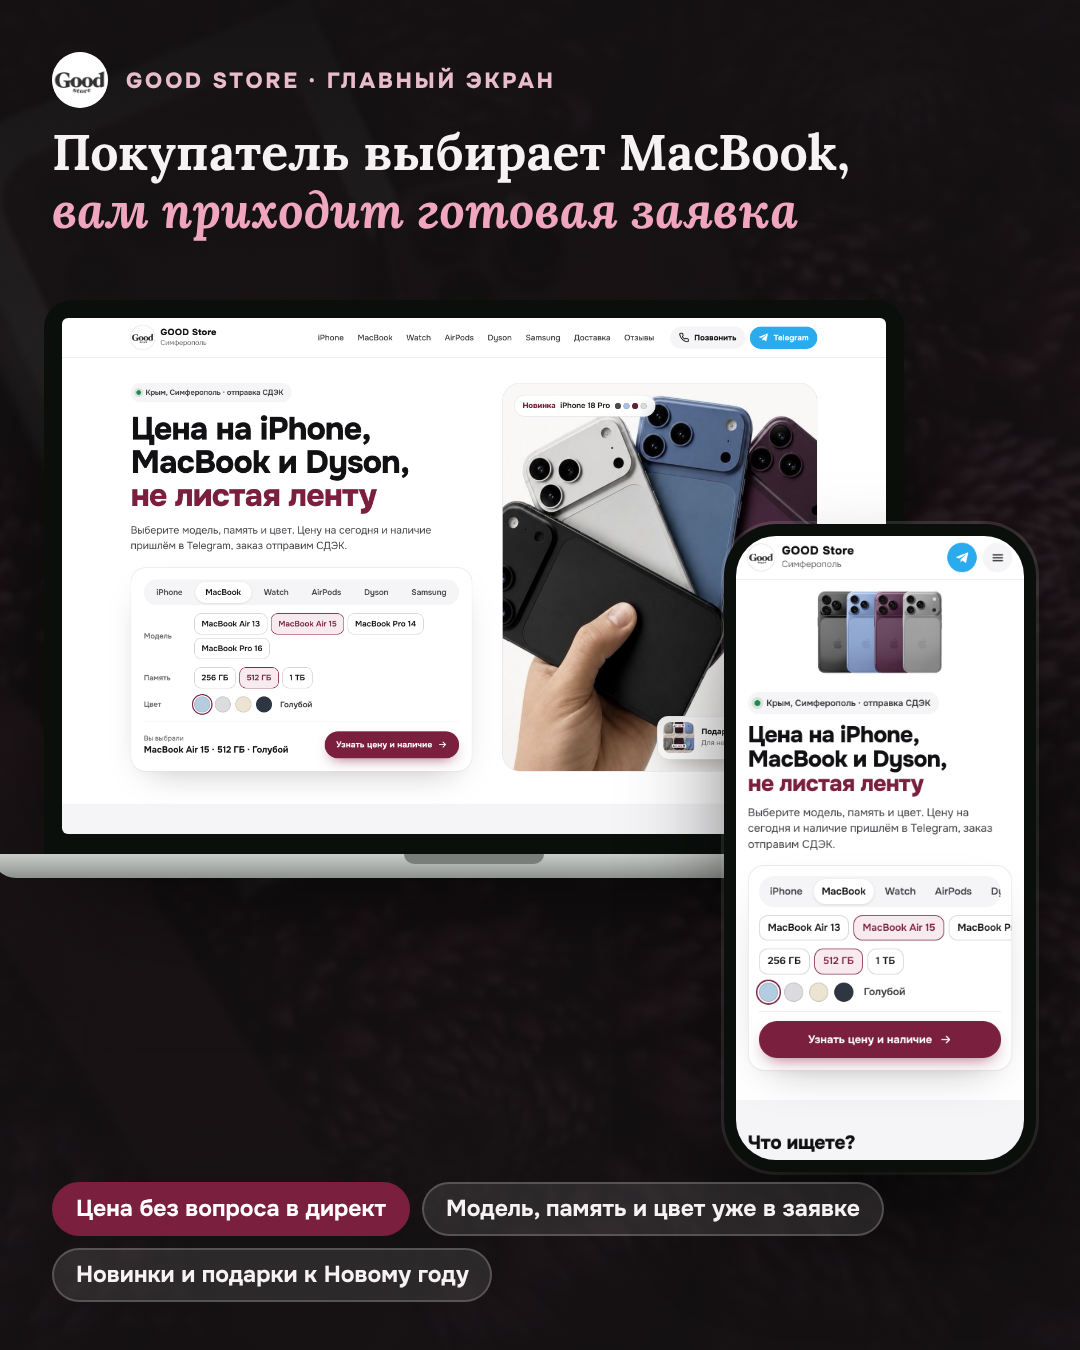 Good
store
GOOD STORE · ГЛАВНЫЙ ЭКРАН
Покупатель выбирает MacBook,
вам приходит готовая заявка
Good
GOOD Store
Симферополь
iPhone MacBook Watch AirPods Dyson Samsung Доставка Отзывы
Позвонить
Telegram
Крым, Симферополь · отправка СДЭК
Цена на iPhone,
MacBook и Dyson,
не листая ленту
Выберите модель, память и цвет. Цену на сегодня и наличие
пришлём в Telegram, заказ отправим СДЭК.
iPhone MacBook Watch AirPods Dyson Samsung
Модель
MacBook Air 13 MacBook Air 15 MacBook Pro 14
MacBook Pro 16
Память 256 ГБ 512 ГБ 1 ТБ
Цвет Голубой
Вы выбрали
MacBook Air 15 · 512 ГБ · Голубой
Узнать цену и наличие →
Новинка iPhone 18 Pro
Пода
Для н
Good
GOOD Store
Симферополь
Крым, Симферополь · отправка СДЭК
Цена на iPhone,
MacBook и Dyson,
не листая ленту
Выберите модель, память и цвет. Цену на
сегодня и наличие пришлём в Telegram, заказ
отправим СДЭК.
iPhone MacBook Watch AirPods Dy
MacBook Air 13 MacBook Air 15 MacBook P
256 ГБ 512 ГБ 1 ТБ
Голубой
Узнать цену и наличие →
Что ищете?
Цена без вопроса в директ
Модель, память и цвет уже в заявке
Новинки и подарки к Новому году